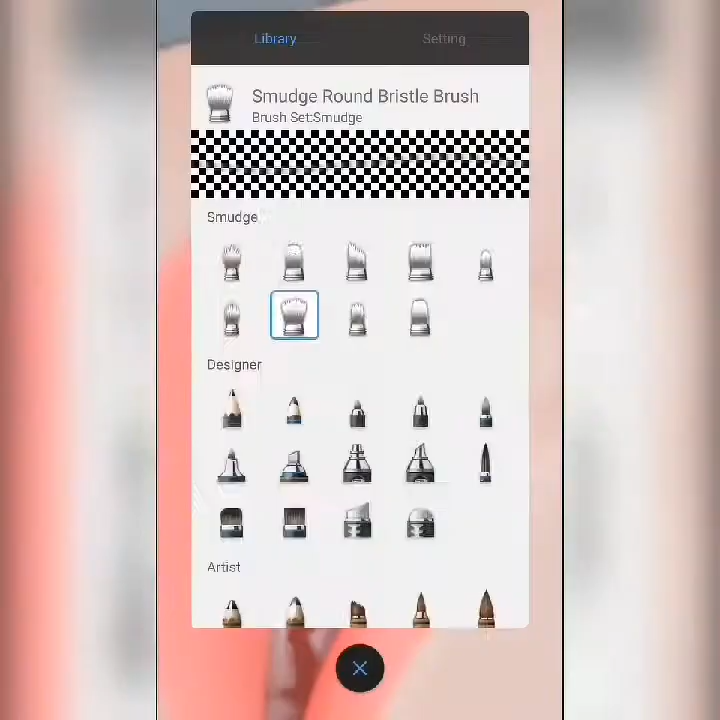 Library
Setting
Smudge Round Bristle Brush
Brush Set:Smudge
Smudge
Designer
Artist